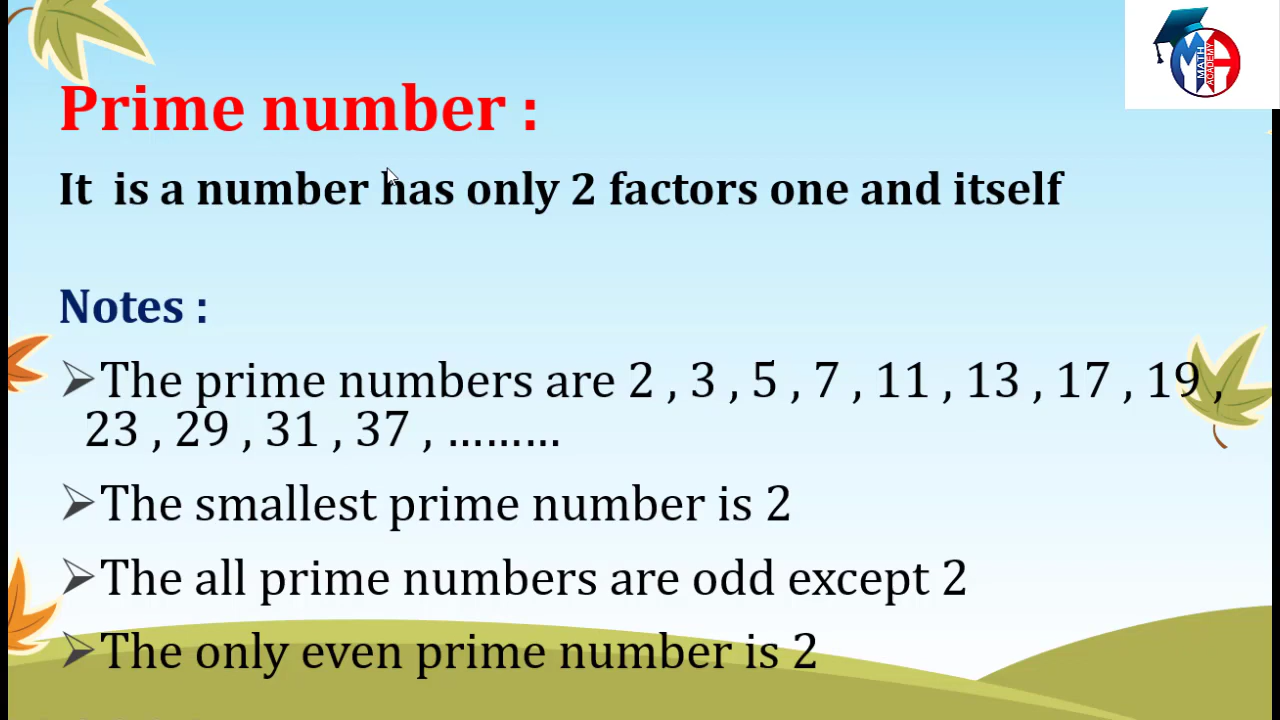 MATH
ACADEMY
Prime number :
It is a number has only 2 factors one and itself
Notes :
➢The prime numbers are 2 , 3 , 5 , 7 , 11 , 13 , 17 , 19 ,
23 , 29 , 31 , 37 , ………
➢The smallest prime number is 2
➢The all prime numbers are odd except 2
➢The only even prime number is 2